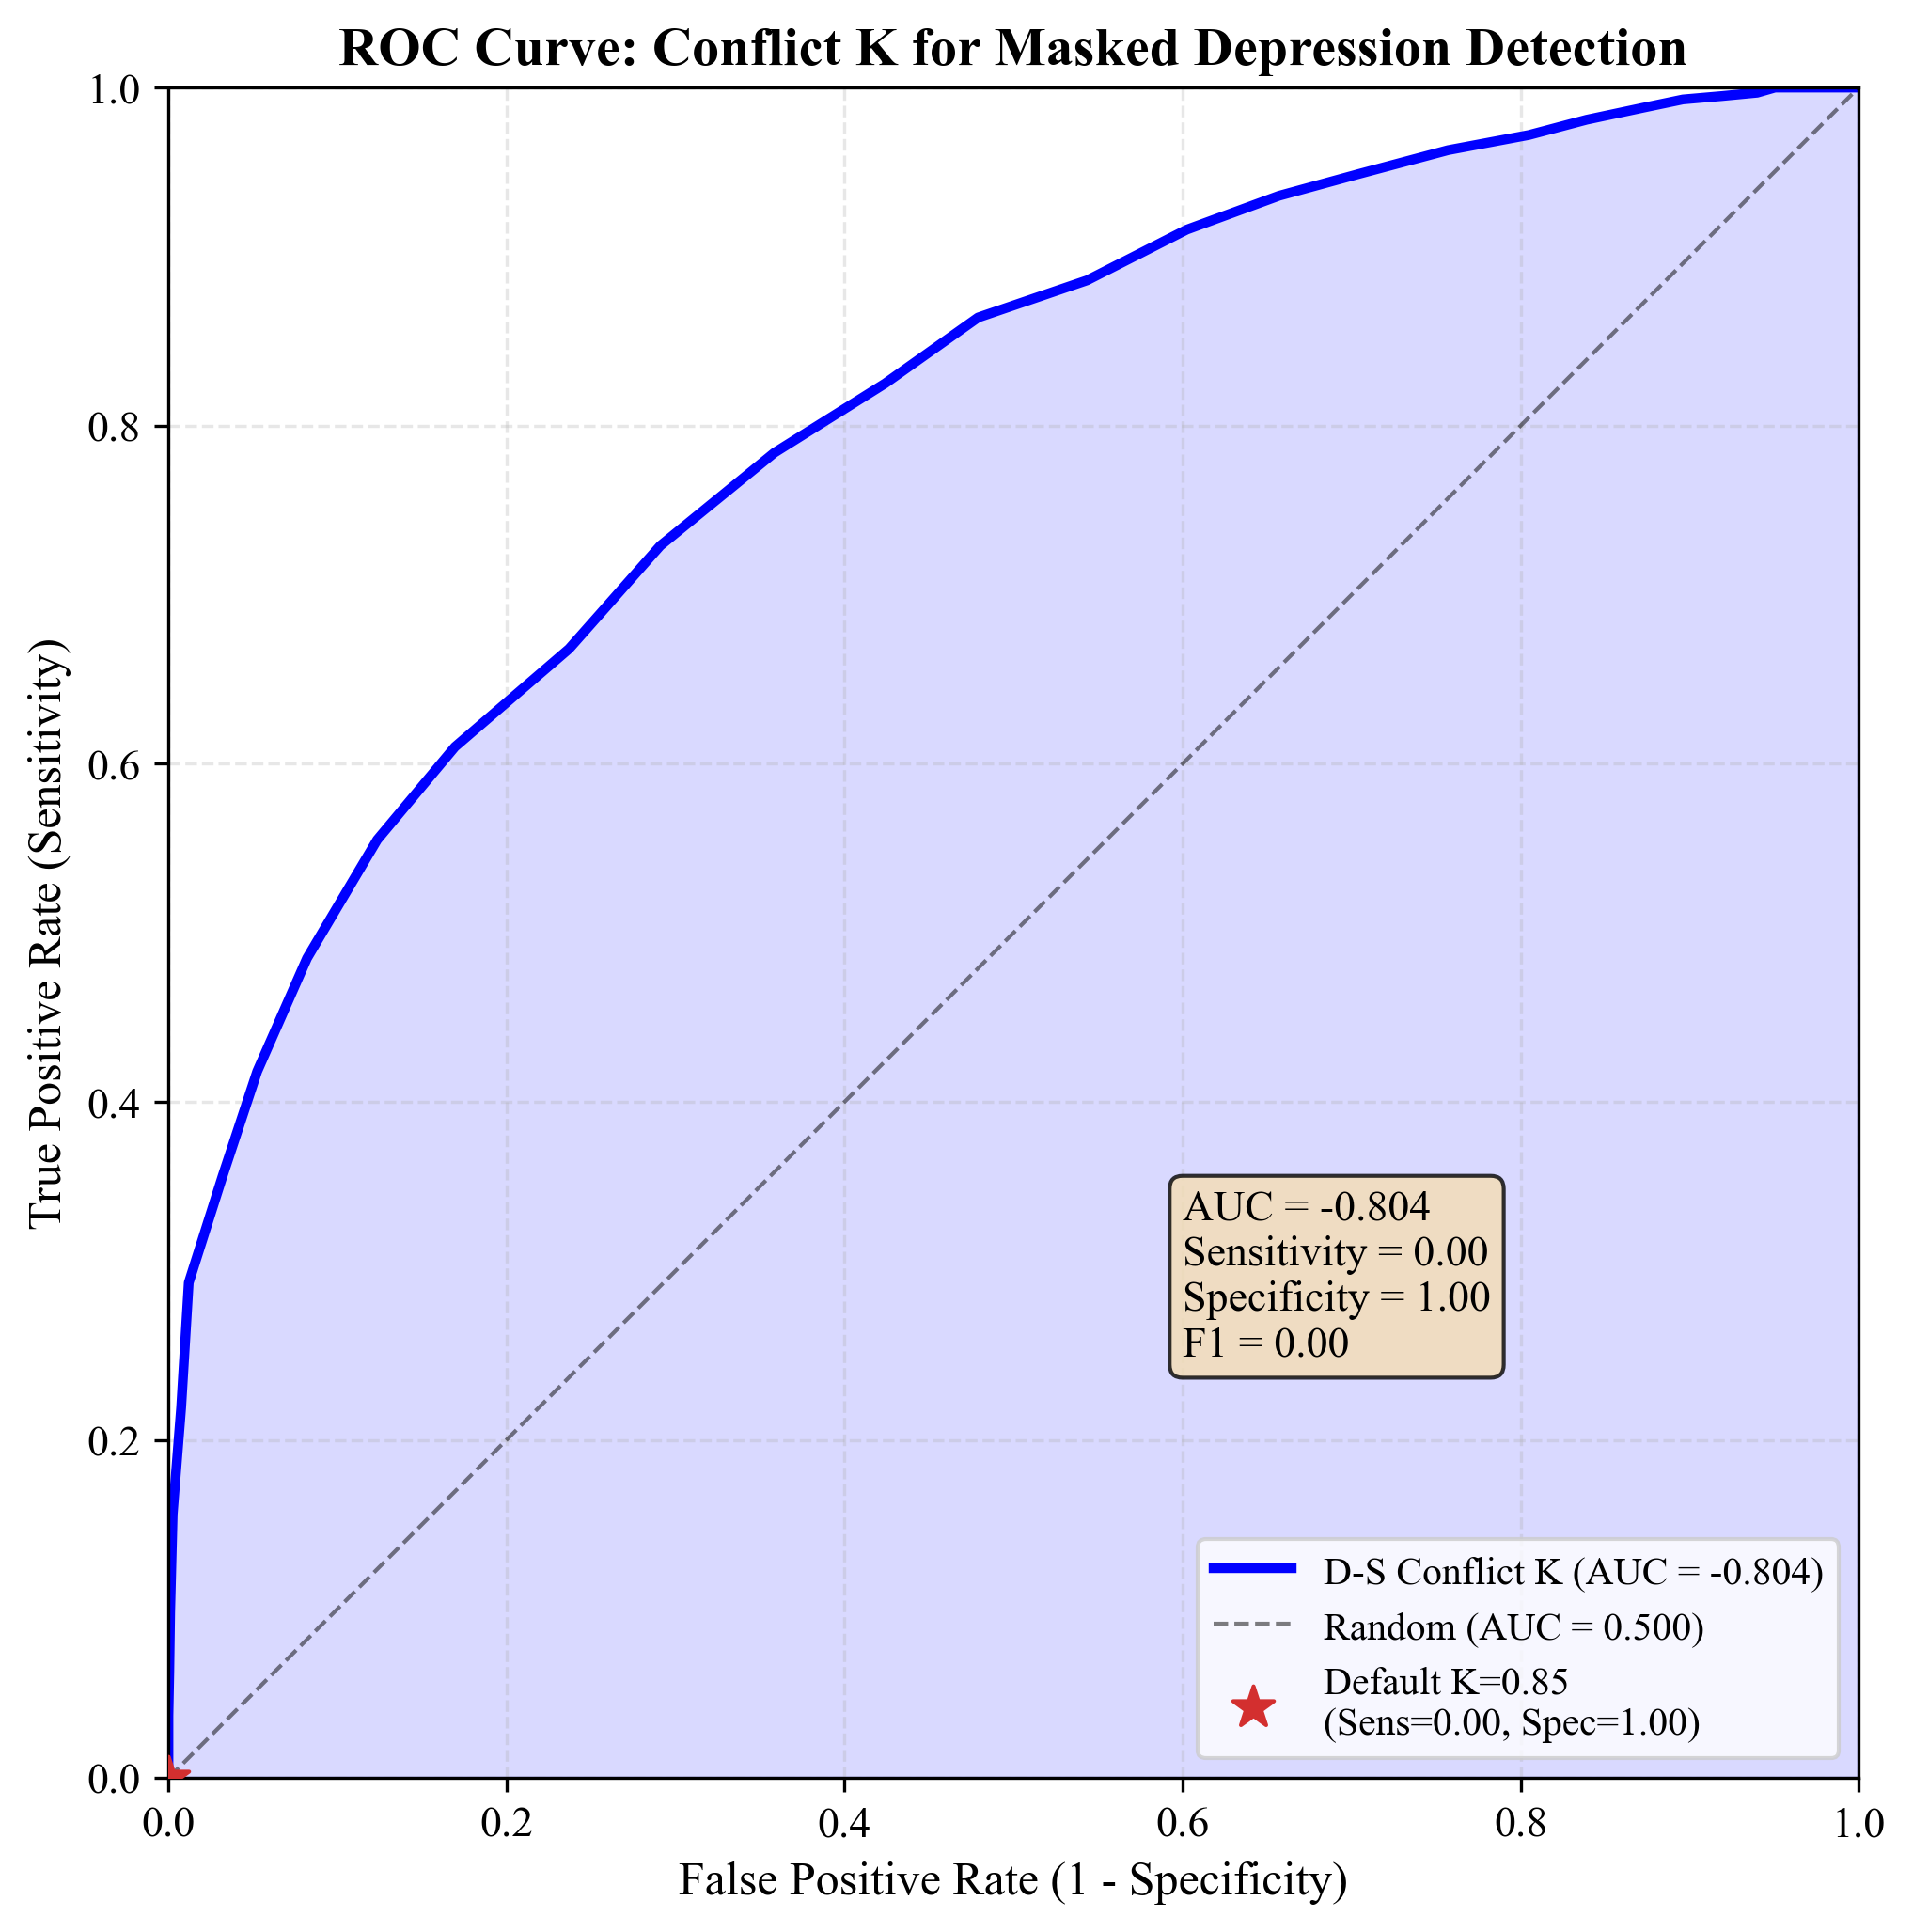 ROC Curve: Conflict K for Masked Depression Detection
1.0
0.8
0.6
0.4
0.2
0.0
True Positive Rate (Sensitivity)
AUC = -0.804
Sensitivity = 0.00
Specificity = 1.00
F1 = 0.00
D-S Conflict K (AUC = -0.804)
Random (AUC = 0.500)
Default K=0.85
(Sens=0.00, Spec=1.00)
0.0 0.2 0.4 0.6 0.8 1.0
False Positive Rate (1 - Specificity)